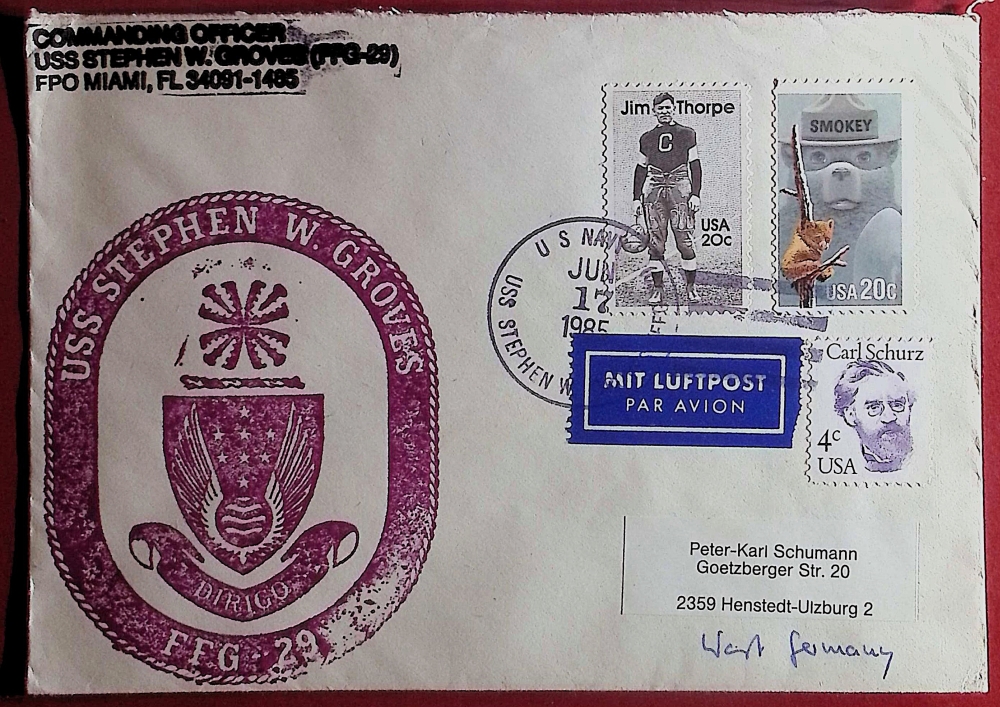 COMMANDING OFFICER
USS STEPHEN W. GROVES (FFG-29)
FPO MIAMI, FL 34091-1485
Jim Thorpe
C
USA
20c
SMOKEY
USA 20c
U S NAVY
JUN
17
1985
USS STEPHEN W
MIT LUFTPOST
PAR AVION
Carl Schurz
4c
USA
USS STEPHEN W. GROVES
DIRIGO
FFG-29
Peter-Karl Schumann
Goetzberger Str. 20
2359 Henstedt-Ulzburg 2
West Germany